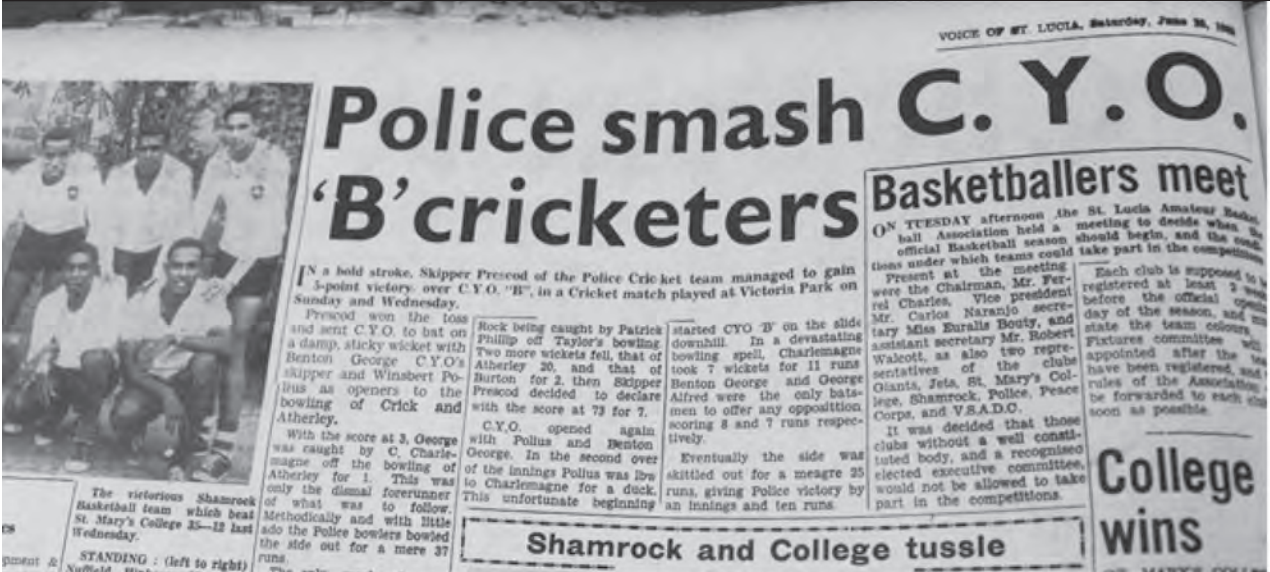 VOICE OF ST. LUCIA, Saturday, June
Police smash C. Y. O.
'B' cricketers
IN a bold stroke, Skipper Prescod of the Police Cricket team managed to gain
5-point victory over C.Y.O. "B", in a Cricket match played at Victoria Park on
Sunday and Wednesday.
Prescod won the toss
and sent C.Y.O. to bat on
a damp, sticky wicket with
Benton George C.Y.O's
skipper and Winsbert Po-
lius as openers to the
bowling of Crick and
Atherley.
With the score at 3, George
was caught by C. Charle-
magne off the bowling of
Atherley for 1. This was
only the dismal forerunner
of what was to follow.
Methodically and with little
ado the Police bowlers bowled
the side out for a mere 37
runs.
Rock being caught by Patrick
Phillip off Taylor's bowling.
Two more wickets fell, that of
Atherley 20, and that of
Burton for 2, then Skipper
Prescod decided to declare
with the score at 73 for 7.
C.Y.O. opened again
with Polius and Benton
George. In the second over
of the innings Polius was lbw
to Charlemagne for a duck.
This unfortunate beginning
started CYO 'B' on the slide
downhill. In a devastating
bowling spell, Charlemagne
took 7 wickets for 11 runs
Benton George and George
Alfred were the only bats-
men to offer any opposition
scoring 8 and 7 runs respec-
tively.
Eventually the side was
skittled out for a meagre 25
runs, giving Police victory by
an innings and ten runs.
Basketballers meet
ON TUESDAY afternoon the St. Lucia Amateur Basket-
ball Association held a meeting to decide when the
official Basketball season should begin, and the condi-
tions under which teams could take part in the competitions
Present at the meeting
were the Chairman, Mr. Fer-
rel Charles, Vice president
Mr. Carlos Naranjo secre-
tary Miss Euralis Bouty, and
assistant secretary Mr. Robert
Walcott, as also two repre-
sentatives of the clubs
Giants, Jets, St. Mary's Col-
lege, Shamrock, Police, Peace
Corps, and V.S.A.D.C.
It was decided that those
clubs without a well consti-
tuted body, and a recognised
elected executive committee,
would not be allowed to take
part in the competitions.
Each club is supposed to
registered at least
before the official
day of the season, and
state the team colours
Fixtures committee will
appointed after the
have been registered, and
rules of the Association
be forwarded to each
soon as possible.
College
wins
Shamrock and College tussle
The victorious Shamrock
Basketball team which beat
St. Mary's College 35—12 last
Wednesday.
STANDING : (left to right)